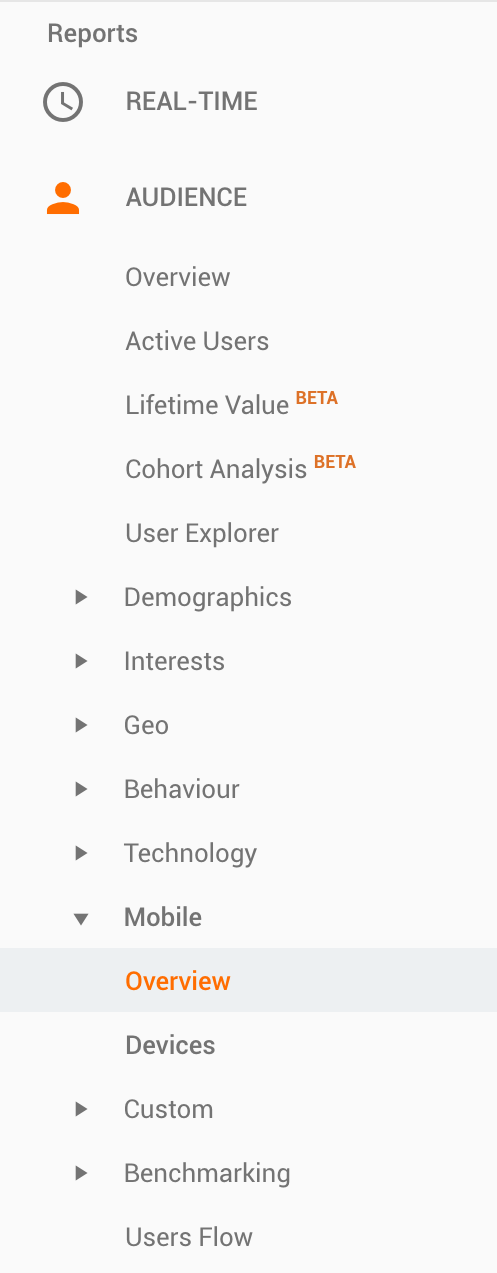 Reports
REAL-TIME
AUDIENCE
Overview
Active Users
Lifetime Value BETA
Cohort Analysis BETA
User Explorer
Demographics
Interests
Geo
Behaviour
Technology
Mobile
Overview
Devices
Custom
Benchmarking
Users Flow